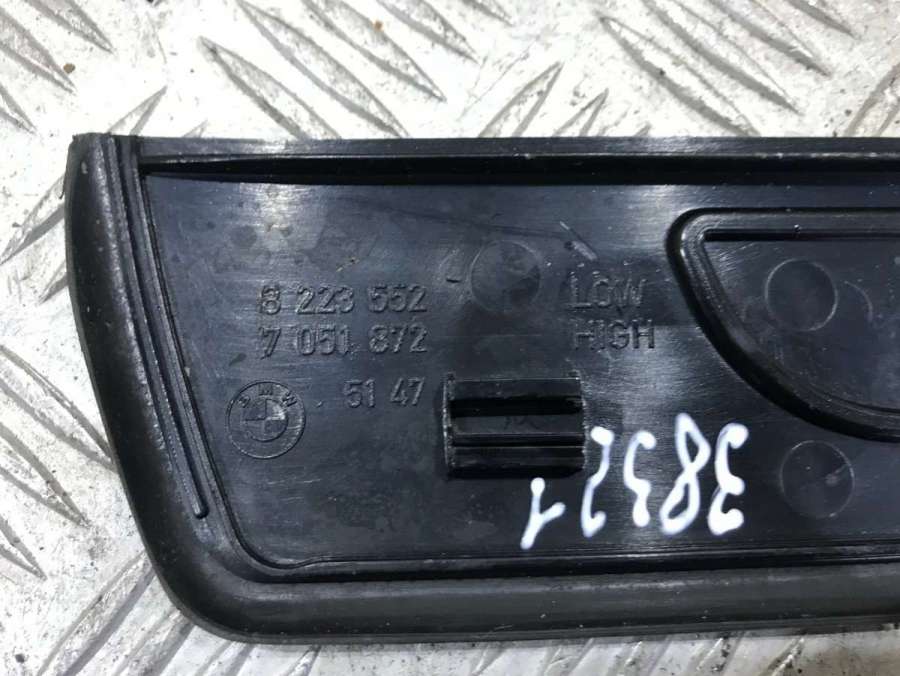 8 223 552 LOW
7 051 872 HIGH
BMW
. 51 47
38321